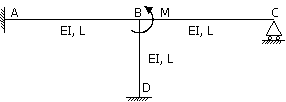 A B M C
EI, L EI, L
EI, L
D